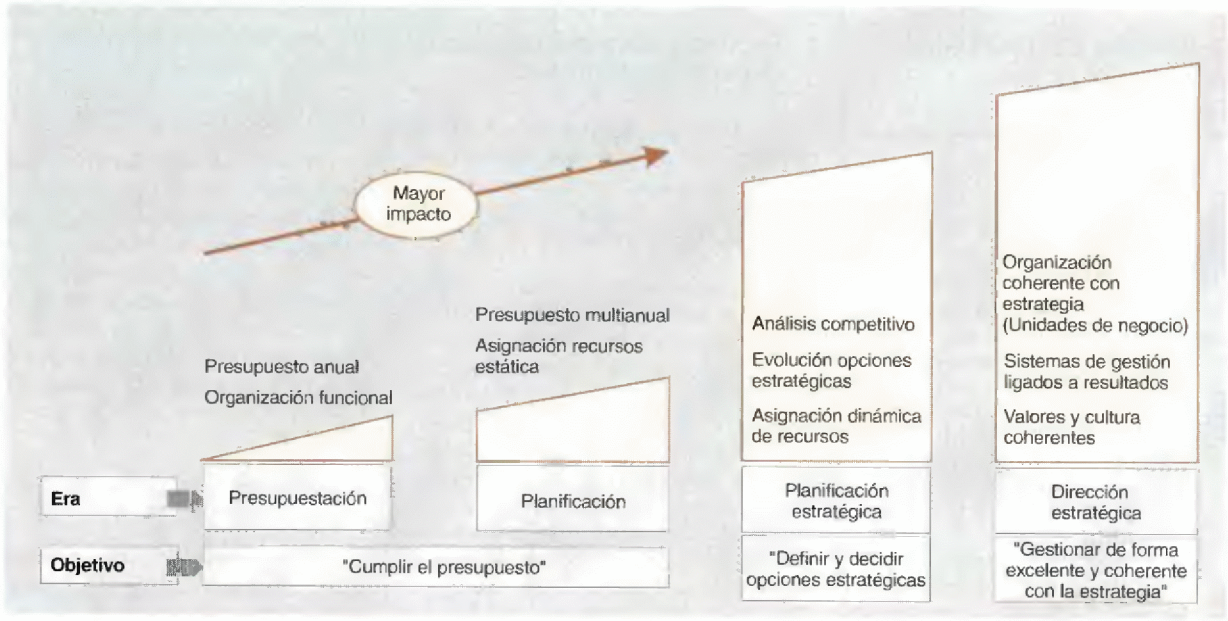 Mayor
impacto
Presupuesto anual
Organización funcional
Presupuesto multianual
Asignación recursos
estática
Análisis competitivo
Evolución opciones
estratégicas
Asignación dinámica
de recursos
Organización
coherente con
estrategia
(Unidades de negocio)
Sistemas de gestión
ligados a resultados
Valores y cultura
coherentes
Era
Presupuestación
Planificación
Planificación
estratégica
Dirección
estratégica
Objetivo
"Cumplir el presupuesto"
"Definir y decidir
opciones estratégicas
"Gestionar de forma
excelente y coherente
con la estrategia"